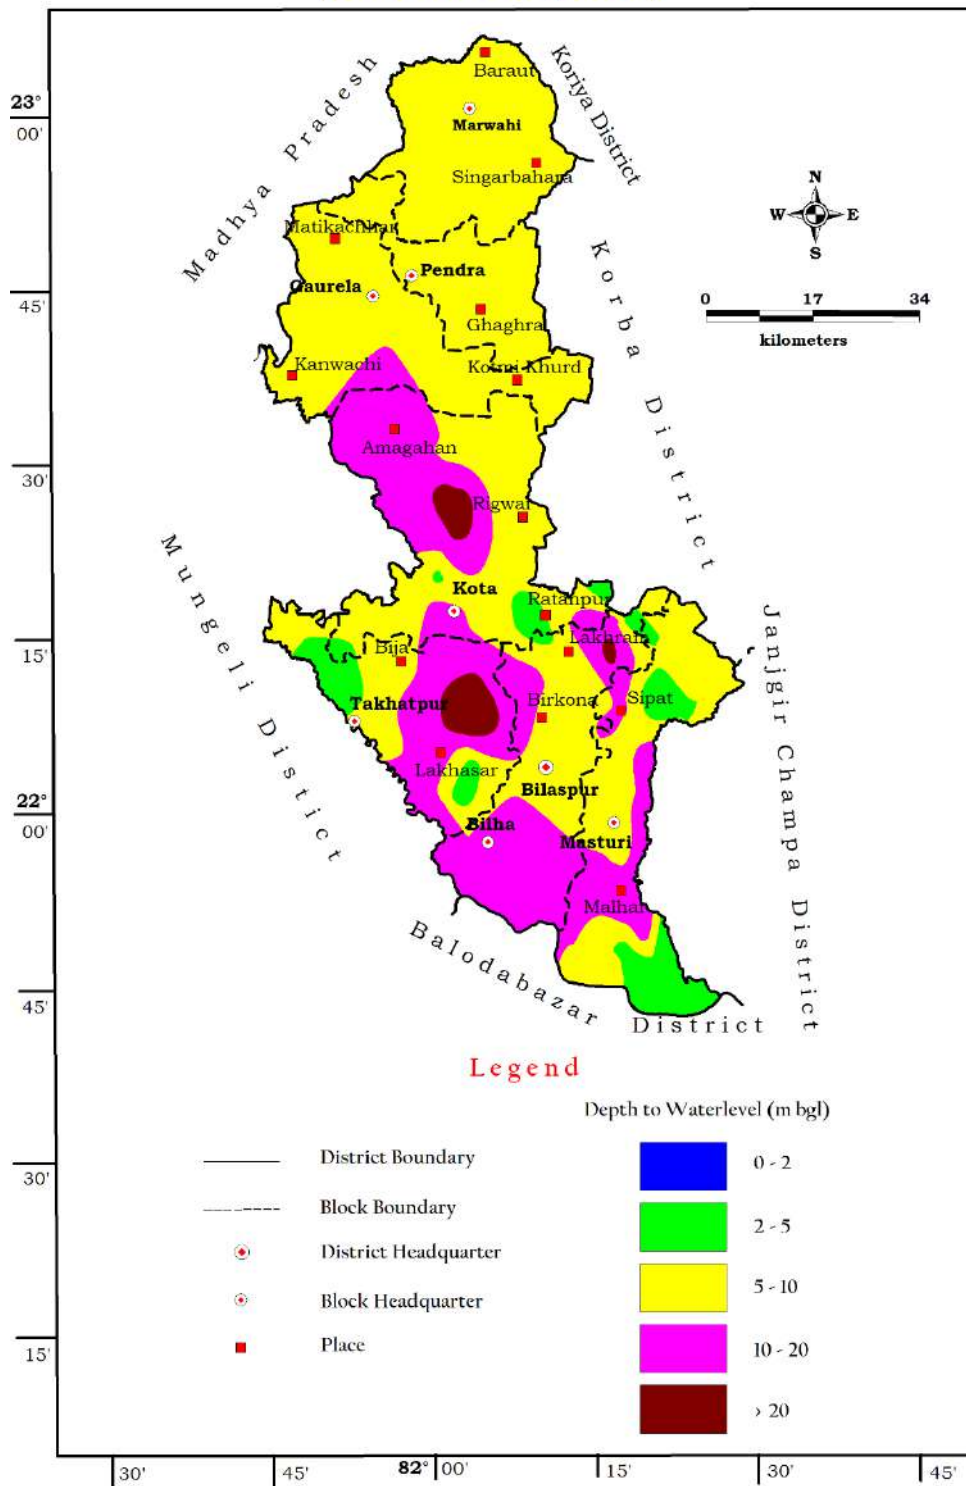 Madhya Pradesh
Koriya District
Korba District
Janjgir Champa District
Mungeli District
Balodabazar District
23°
00'
45'
30'
15'
22°
00'
45'
30'
15'
Baraut
Marwahi
Singarbahara
Matikachhar
Pendra
Gaurela
Ghaghra
Kanwachi
Kotmi Khurd
Amagahan
Rigwar
Kota
Ratanpur
Lakhram
Bija
Takhatpur
Birkona
Sipat
Lakhasar
Bilaspur
Bilha
Masturi
Malhar
N
W E
S
0 17 34
kilometers
Legend
Depth to Waterlevel (m bgl)
District Boundary
Block Boundary
District Headquarter
Block Headquarter
Place
0 - 2
2 - 5
5 - 10
10 - 20
> 20
30' 45' 82° 00' 15' 30' 45'